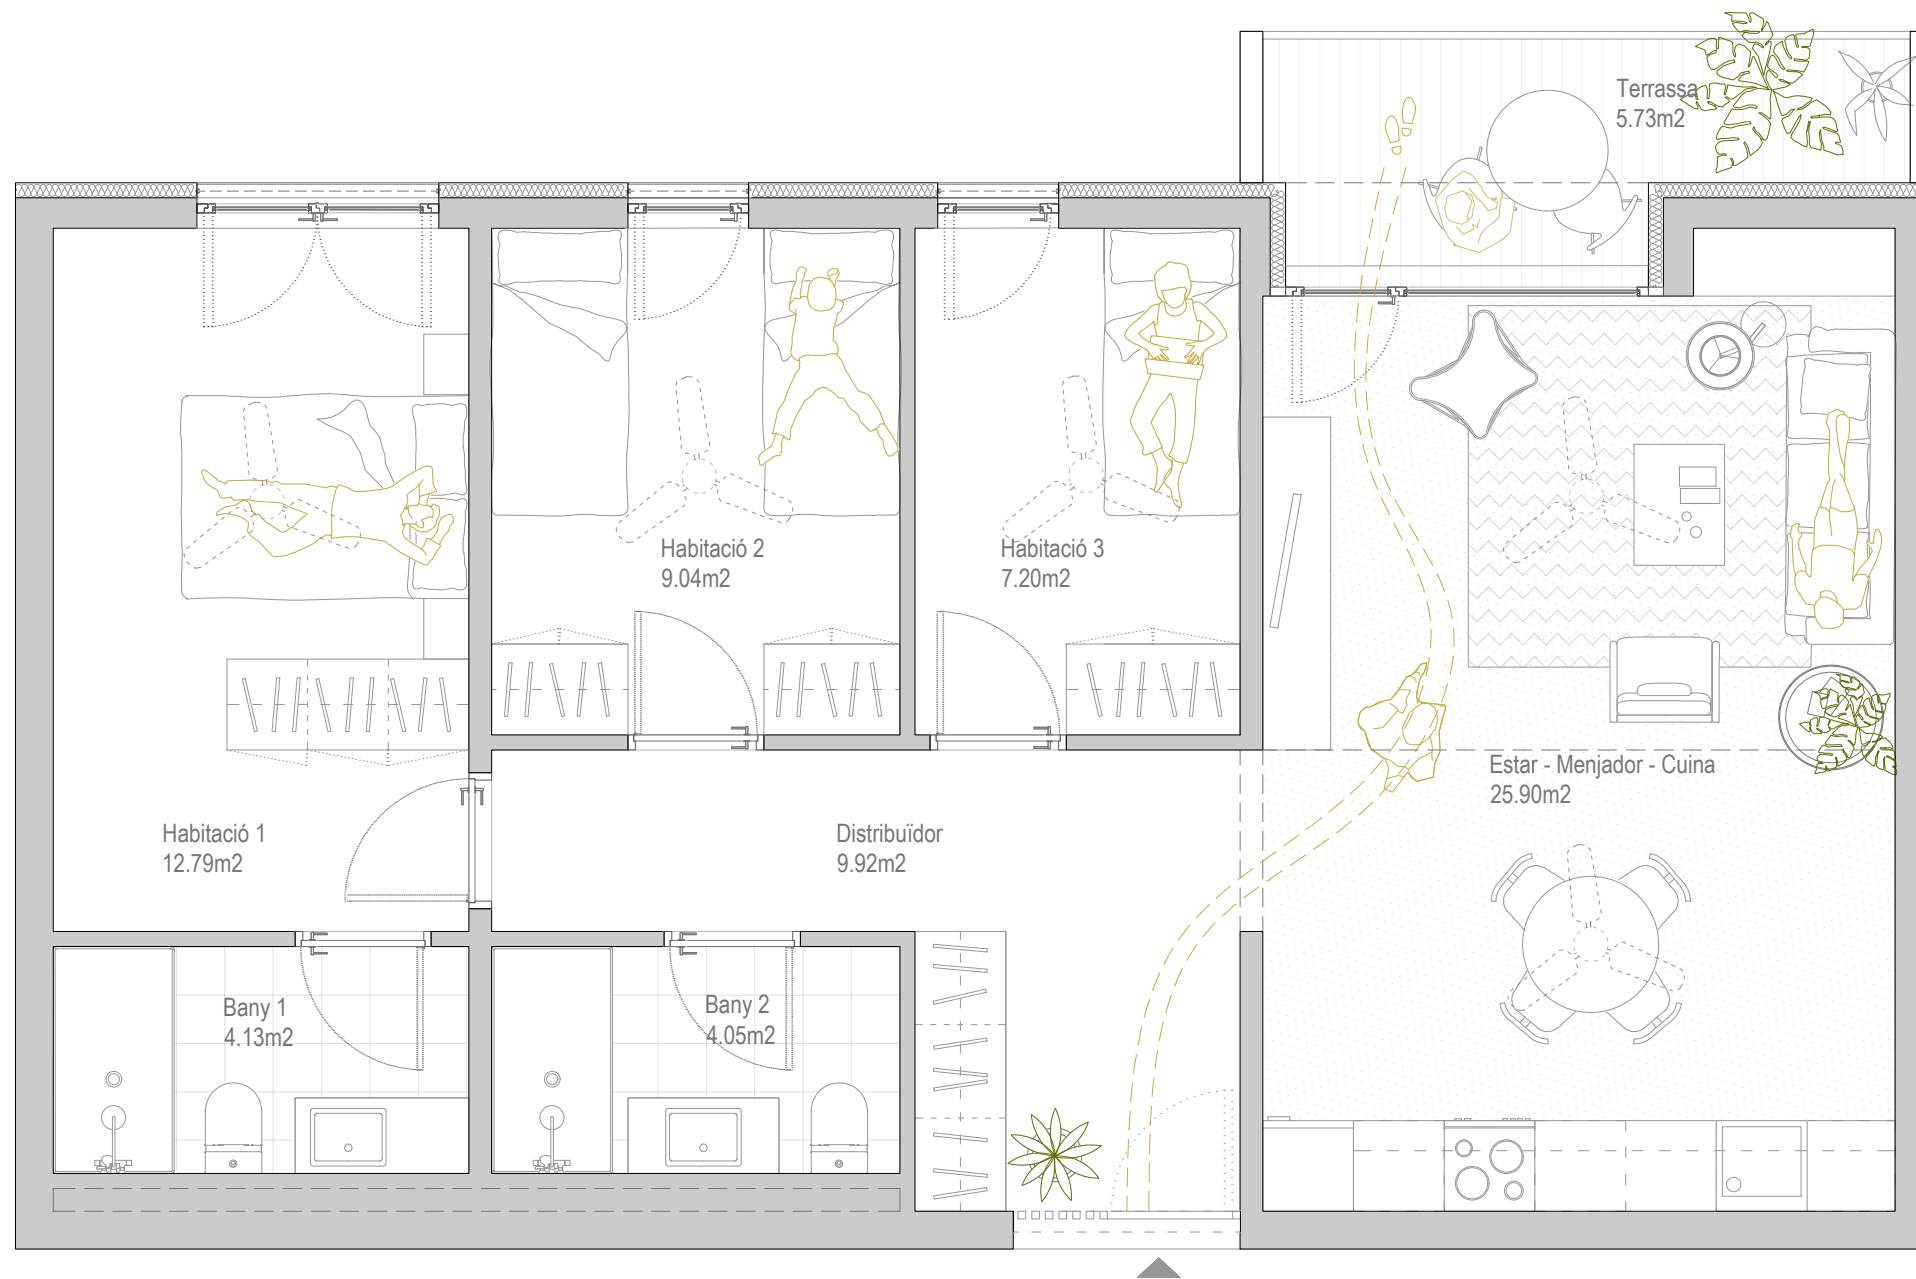 Terrassa
5.73m2
Habitació 2
9.04m2
Habitació 3
7.20m2
Estar - Menjador - Cuina
25.90m2
Habitació 1
12.79m2
Distribuïdor
9.92m2
Bany 1
4.13m2
Bany 2
4.05m2